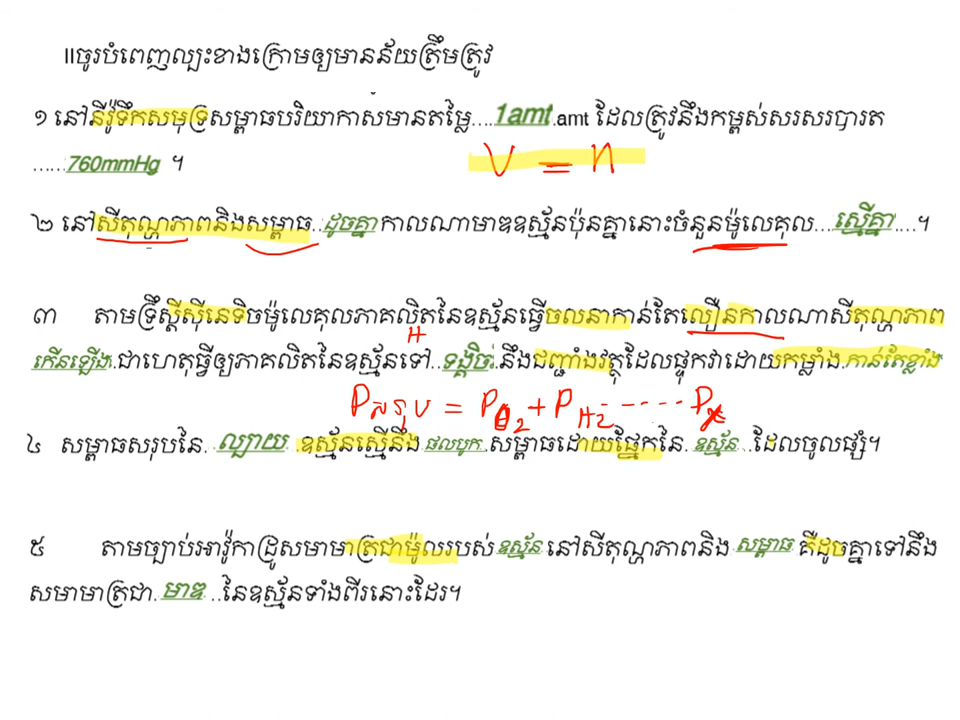 IIចូរបំពេញល្បះខាងក្រោមឲ្យមានន័យត្រឹមត្រូវ
១ នៅនីវ៉ូទឹកសមុទ្រសម្ពាធបរិយាកាសមានតម្លៃ....1amt.amt ដែលត្រូវនឹងកម្ពស់សរសរបារត
......760mmHg ។
V = n
២ នៅសីតុណ្ហភាពនិងសម្ពាធ..ដូចគ្នាកាលណាមាឌឧស្ម័នប៉ុនគ្នានោះចំនួនម៉ូលេគុល....ស្មើគ្នា....។
៣ តាមទ្រឹស្តីស៊ីនេទិចម៉ូលេគុលភាគលិតនៃឧស្ម័នធ្វើចលនាកាន់តែលឿនកាលណាសីតុណ្ហភាព
H
កើនឡើង.ជាហេតុធ្វើឲ្យភាគលិតនៃឧស្ម័នទៅ..ទង្គិច.នឹងជញ្ជាំងវត្ថុដែលផ្ទុកវាដោយកម្លាំង.កាន់តែខ្លាំង
Pសរុប = PO2 + PH2 ------ Px
៤ សម្ពាធសរុបនៃ. ល្បាយ. ឧស្ម័នស្មើនឹង ផលបូក..សម្ពាធដោយផ្នែកនៃ. ឧស្ម័ន...ដែលចូលផ្សំ។
៥ តាមច្បាប់អាវ៉ូកាដ្រូសមាមាត្រជាម៉ូលរបស់ ឧស្ម័ន នៅសីតុណ្ហភាពនិង សម្ពាធ គឺដូចគ្នាទៅនឹង
សមាមាត្រជា. មាឌ ..នៃឧស្ម័នទាំងពីរនោះដែរ។